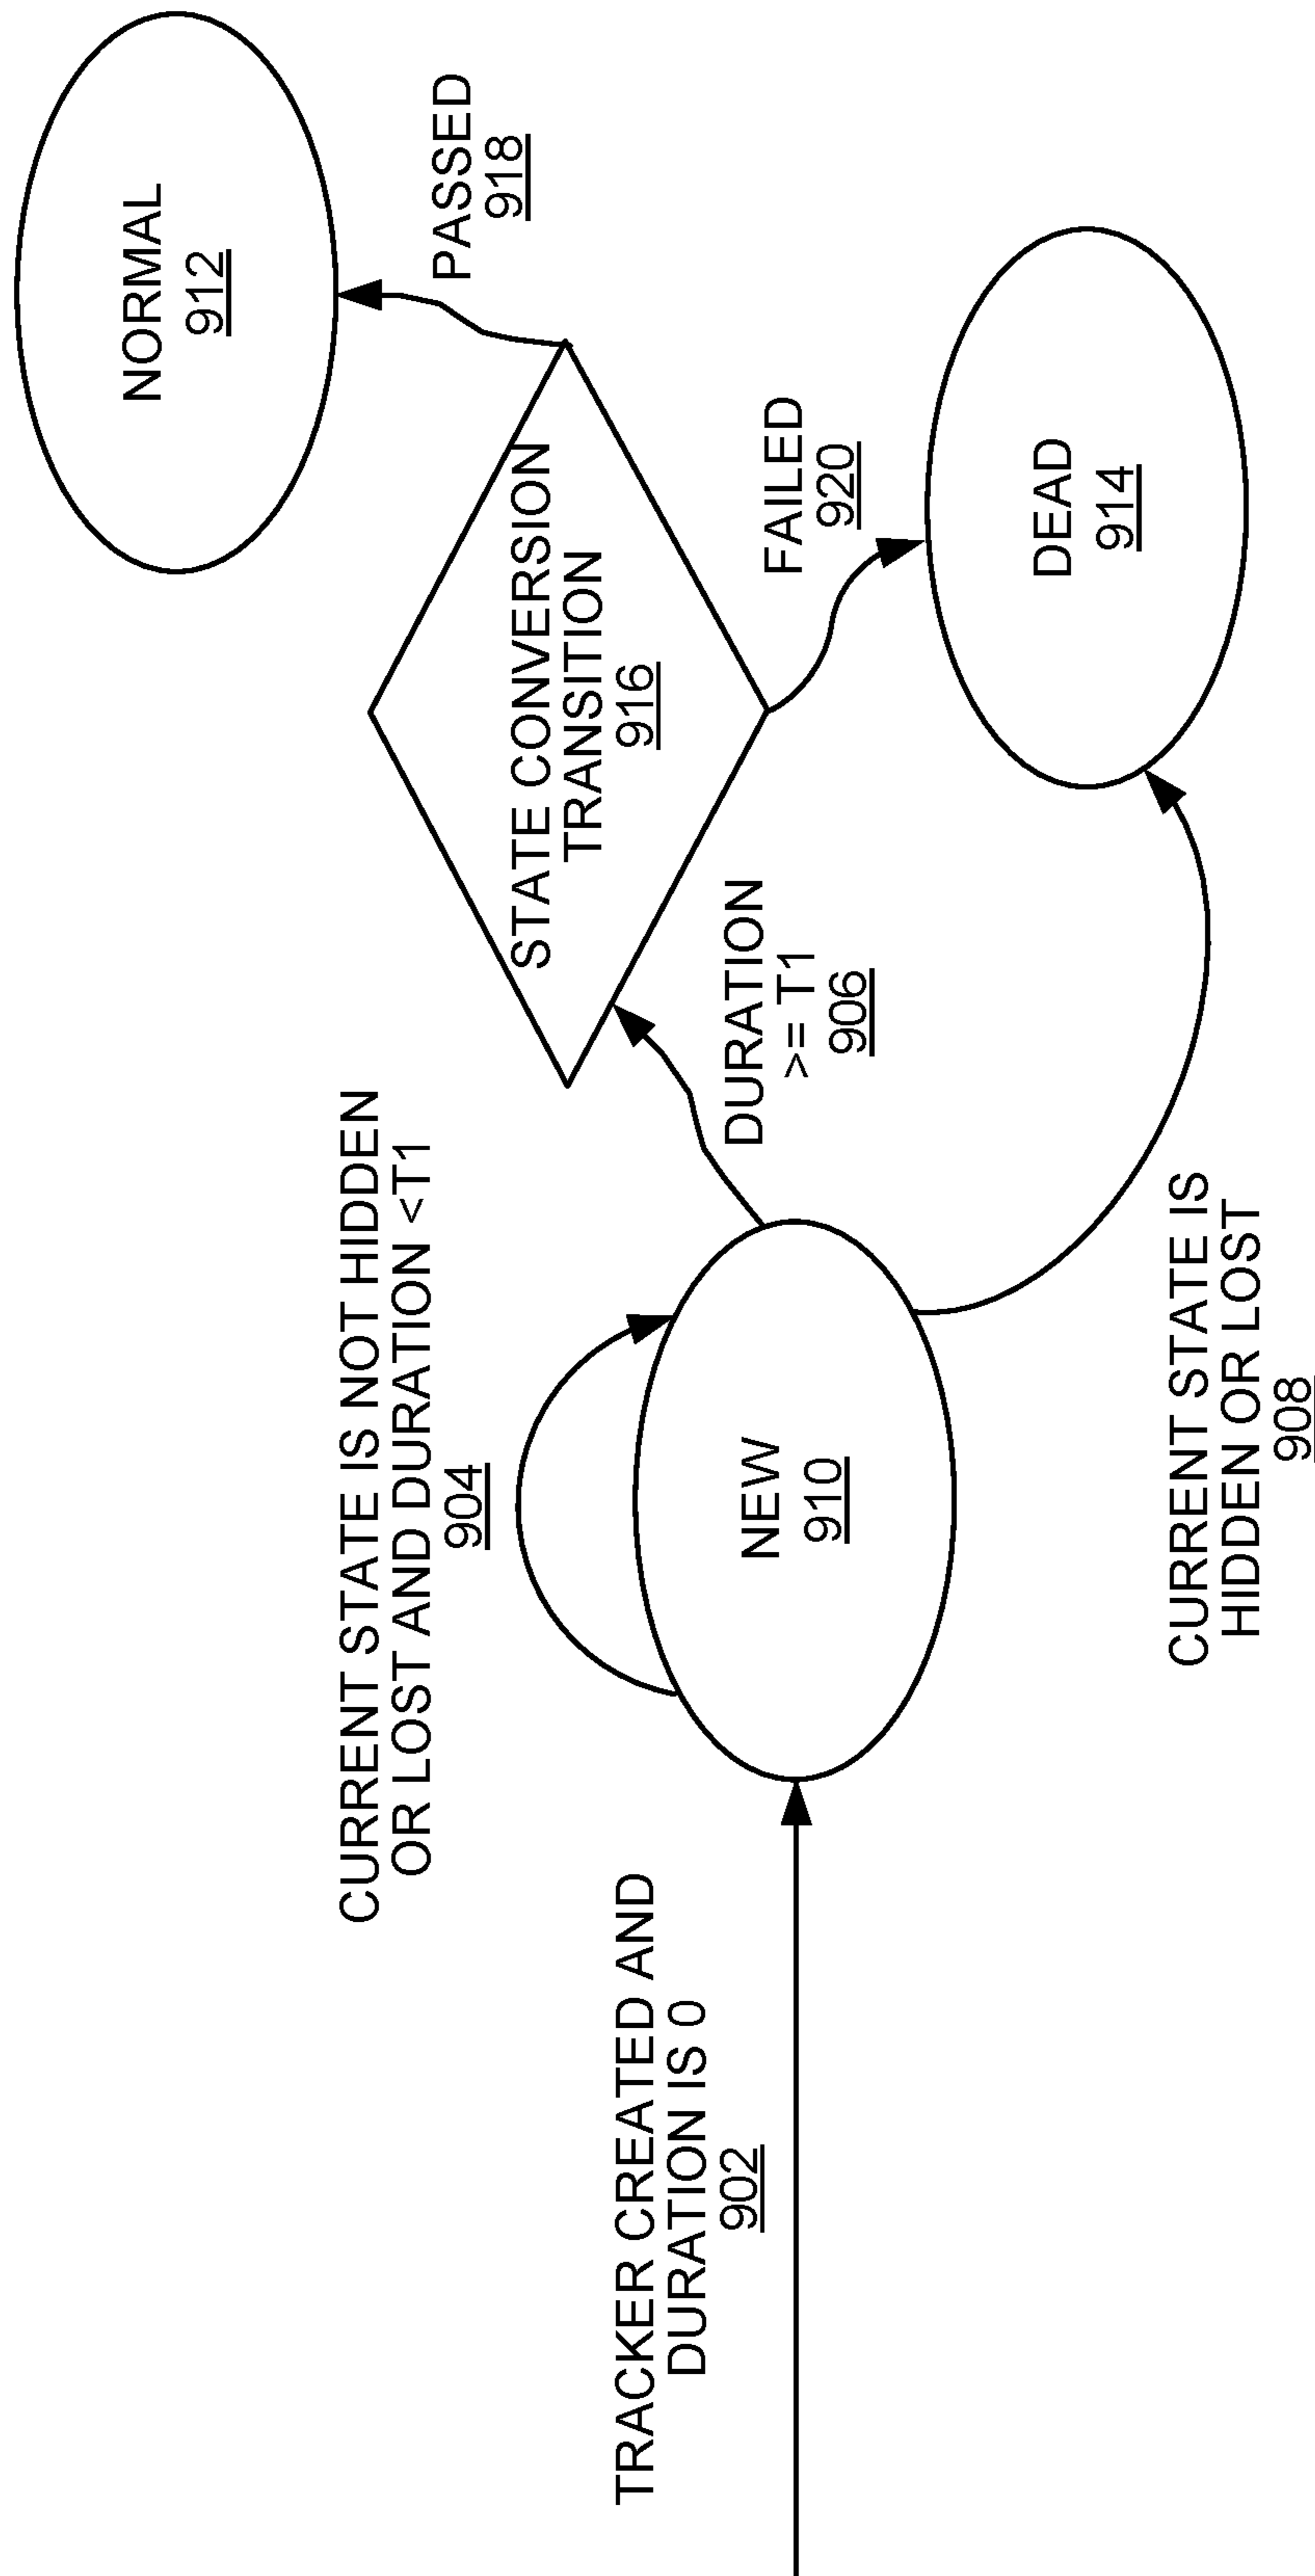 TRACKER CREATED AND
DURATION IS 0
902
CURRENT STATE IS NOT HIDDEN
OR LOST AND DURATION <T1
904
NEW
910
CURRENT STATE IS
HIDDEN OR LOST
908
DURATION
>= T1
906
STATE CONVERSION
TRANSITION
916
PASSED
918
NORMAL
912
FAILED
920
DEAD
914